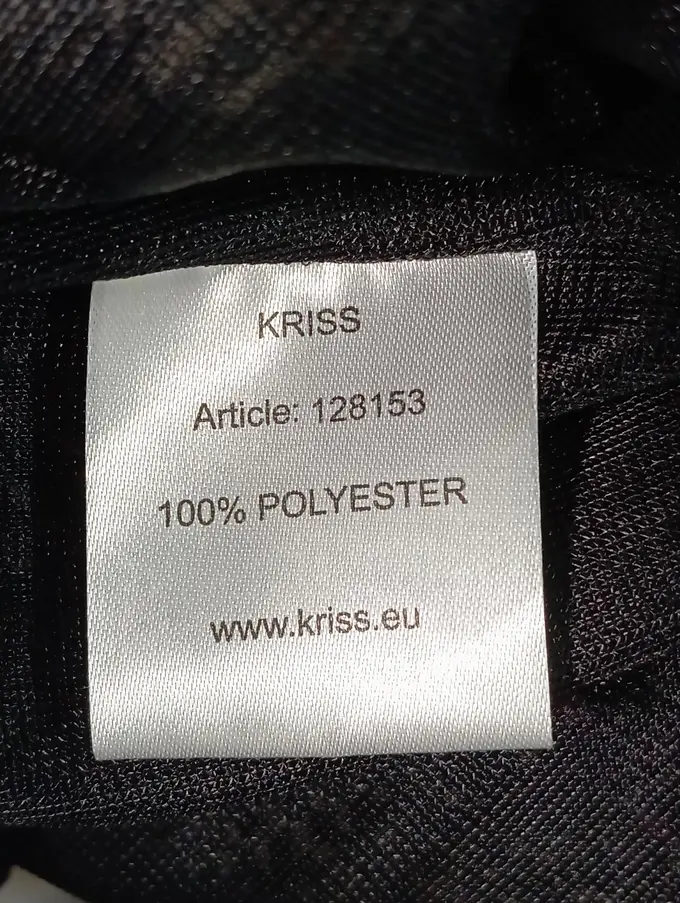 KRISS
Article: 128153
100% POLYESTER
www.kriss.eu